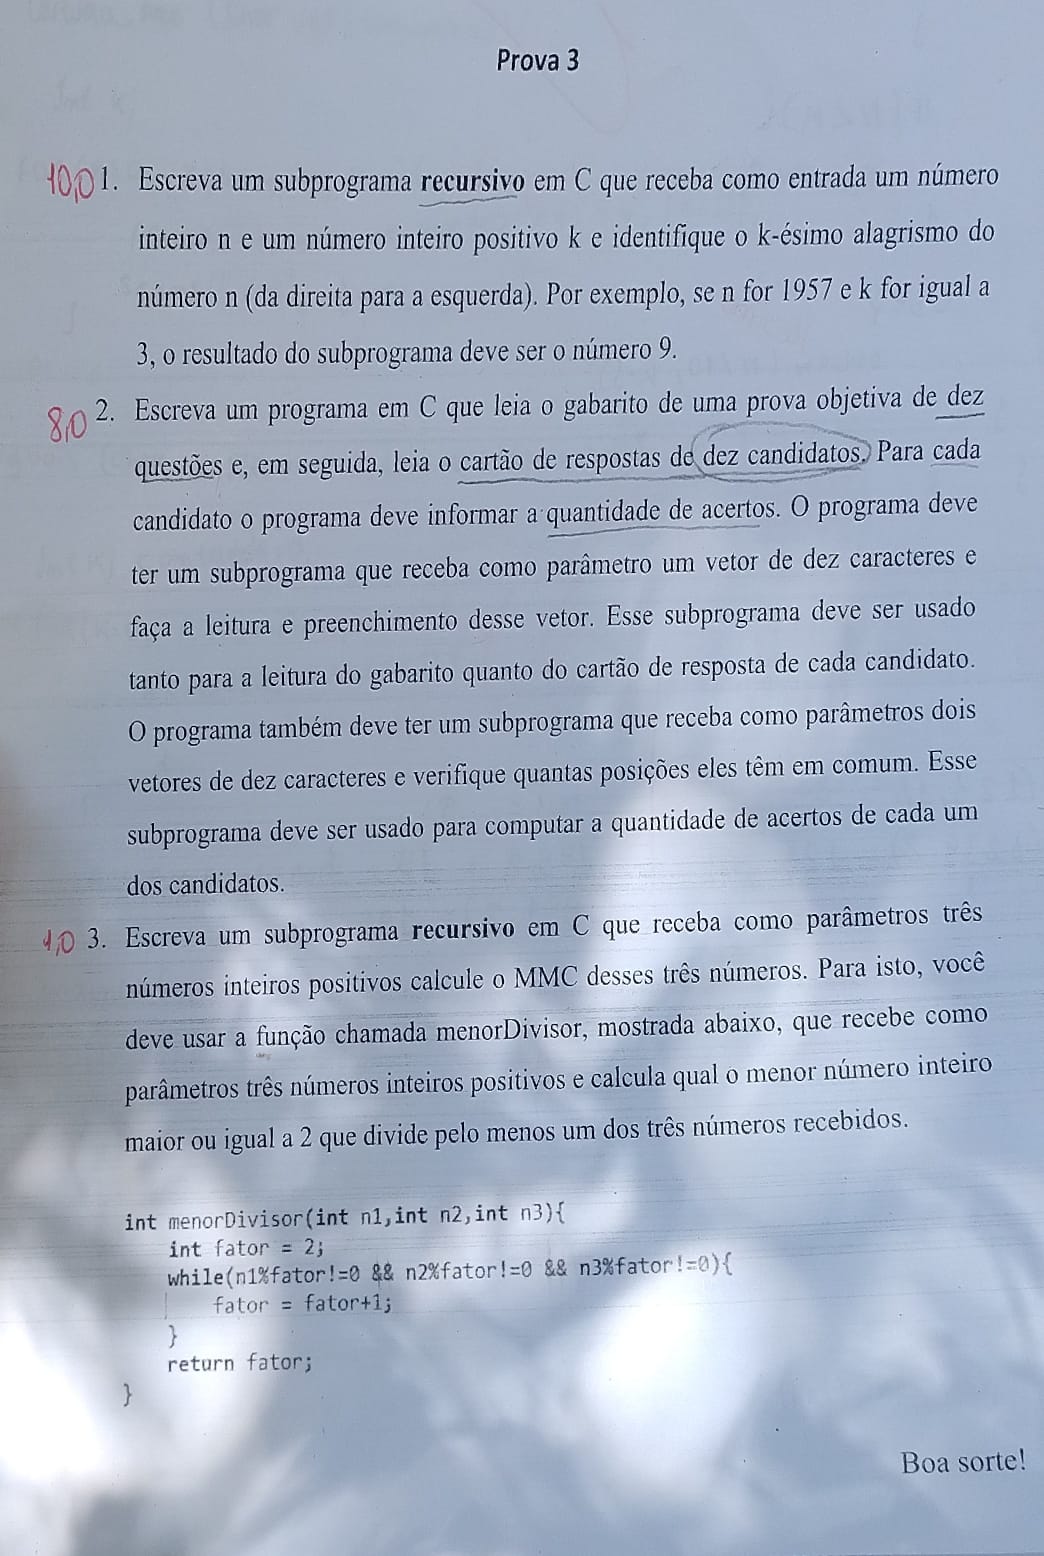 Prova 3
10,0 1. Escreva um subprograma recursivo em C que receba como entrada um número
inteiro n e um número inteiro positivo k e identifique o k-ésimo alagrismo do
número n (da direita para a esquerda). Por exemplo, se n for 1957 e k for igual a
3, o resultado do subprograma deve ser o número 9.
8,0 2. Escreva um programa em C que leia o gabarito de uma prova objetiva de dez
questões e, em seguida, leia o cartão de respostas de dez candidatos. Para cada
candidato o programa deve informar a quantidade de acertos. O programa deve
ter um subprograma que receba como parâmetro um vetor de dez caracteres e
faça a leitura e preenchimento desse vetor. Esse subprograma deve ser usado
tanto para a leitura do gabarito quanto do cartão de resposta de cada candidato.
O programa também deve ter um subprograma que receba como parâmetros dois
vetores de dez caracteres e verifique quantas posições eles têm em comum. Esse
subprograma deve ser usado para computar a quantidade de acertos de cada um
dos candidatos.
1,0 3. Escreva um subprograma recursivo em C que receba como parâmetros três
números inteiros positivos calcule o MMC desses três números. Para isto, você
deve usar a função chamada menorDivisor, mostrada abaixo, que recebe como
parâmetros três números inteiros positivos e calcula qual o menor número inteiro
maior ou igual a 2 que divide pelo menos um dos três números recebidos.
int menorDivisor(int n1,int n2,int n3){
int fator = 2;
while(n1%fator!=0 && n2%fator!=0 && n3%fator!=0){
fator = fator+1;
}
return fator;
}
Boa sorte!